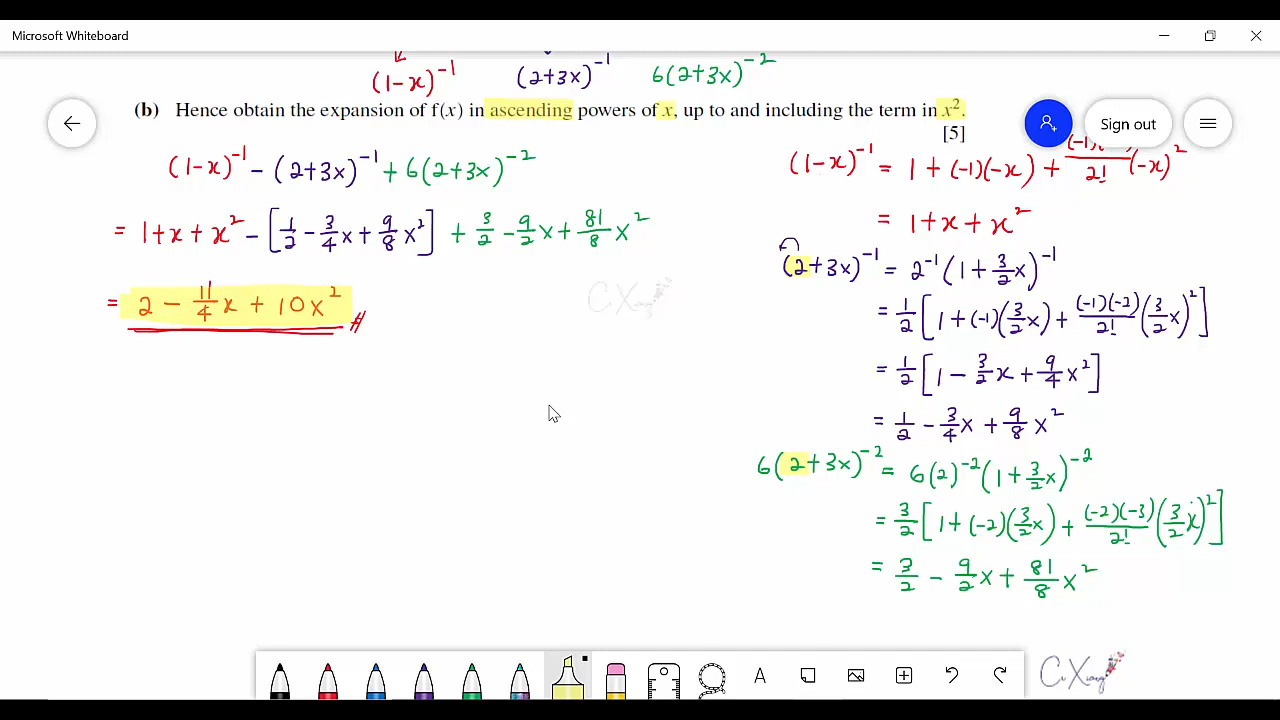 Microsoft Whiteboard
(1-x)^-1 (2+3x)^-1 6(2+3x)^-2
(b) Hence obtain the expansion of f(x) in ascending powers of x, up to and including the term in x².
[5]
Sign out
(1-x)^-1 - (2+3x)^-1 + 6(2+3x)^-2
= 1+x+x² - [1/2 - 3/4x + 9/8x²] + 3/2 - 9/2x + 81/8x²
= 2 - 11/4x + 10x²
(1-x)^-1 = 1+(-1)(-x)+ /2! (-x)²
= 1+x+x²
(2+3x)^-1 = 2^-1(1+3/2x)^-1
= 1/2[1+(-1)(3/2x)+(-1)(-2)/2!(3/2x)²]
= 1/2[1 - 3/2x + 9/4x²]
= 1/2 - 3/4x + 9/8x²
6(2+3x)^-2 = 6(2)^-2(1+3/2x)^-2
= 3/2[1+(-2)(3/2x)+(-2)(-3)/2!(3/2x)²]
= 3/2 - 9/2x + 81/8x²